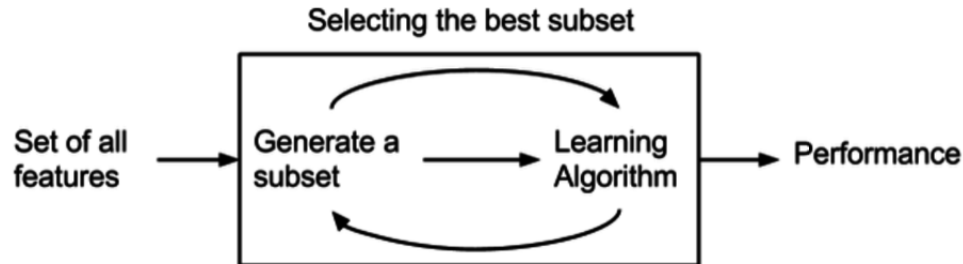 Selecting the best subset
Set of all
features
Generate a
subset
Learning
Algorithm
Performance